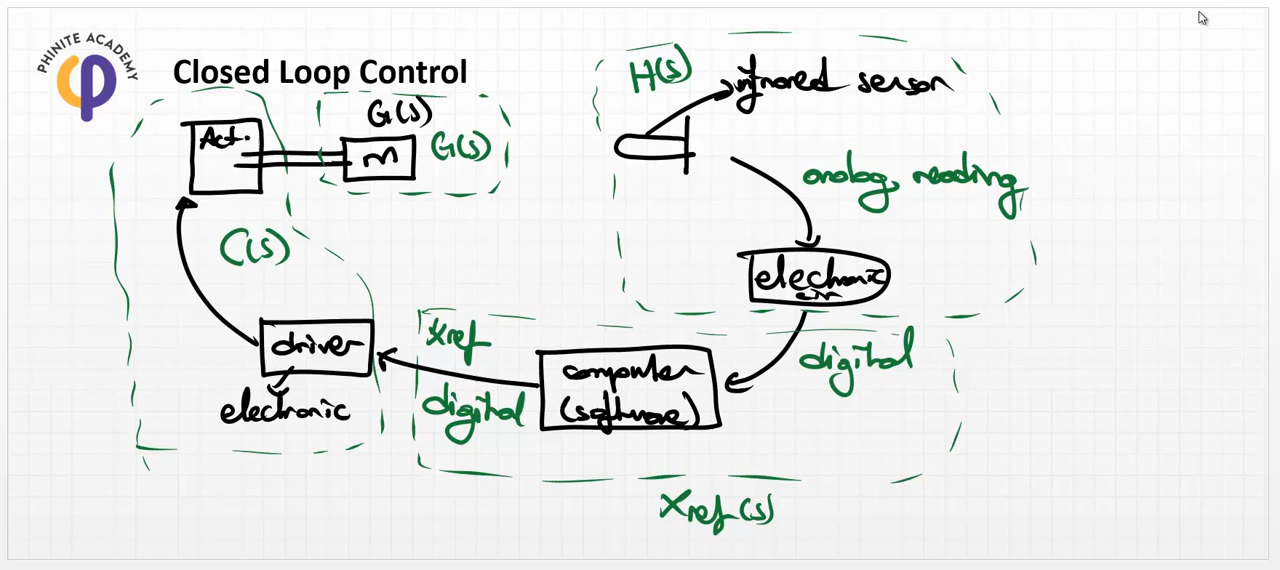 PHINITE ACADEMY
Closed Loop Control
G(s)
Act.
m
G(s)
C(s)
driver
electronic
H(s)
infrared sensor
analog reading
electronic
cir
digital
Xref
digital
computer
(software)
Xref(s)